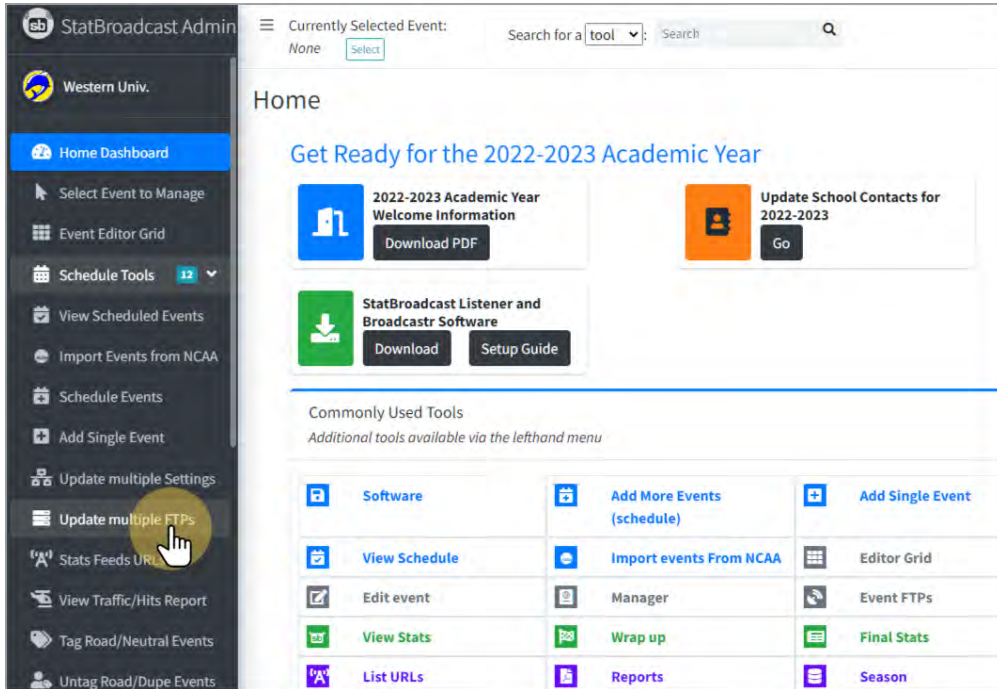 sb StatBroadcast Admin
Currently Selected Event:
None Select
Search for a tool : Search
Western Univ.
Home
Home Dashboard
Select Event to Manage
Event Editor Grid
Schedule Tools 12
View Scheduled Events
Import Events from NCAA
Schedule Events
Add Single Event
Update multiple Settings
Update multiple FTPs
Stats Feeds URLs
View Traffic/Hits Report
Tag Road/Neutral Events
Untag Road/Dupe Events
Get Ready for the 2022-2023 Academic Year
2022-2023 Academic Year
Welcome Information
Download PDF
Update School Contacts for
2022-2023
Go
StatBroadcast Listener and
Broadcastr Software
Download Setup Guide
Commonly Used Tools
Additional tools available via the lefthand menu
Software
Add More Events
(schedule)
Add Single Event
View Schedule
Import events From NCAA
Editor Grid
Edit event
Manager
Event FTPs
View Stats
Wrap up
Final Stats
List URLs
Reports
Season